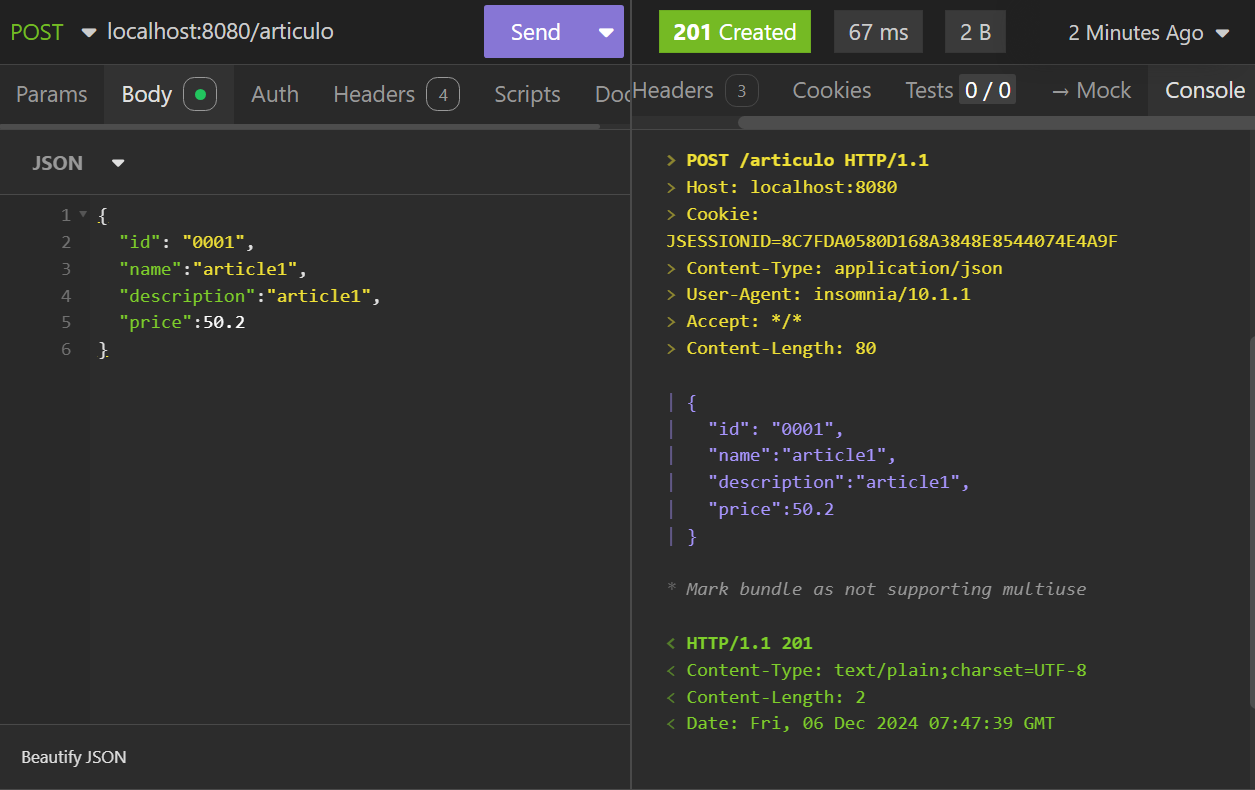 POST localhost:8080/articulo Send
Params Body Auth Headers 4 Scripts
JSON
1 {
2 "id": "0001",
3 "name":"article1",
4 "description":"article1",
5 "price":50.2
6 }
Beautify JSON
201 Created 67 ms 2 B 2 Minutes Ago
Headers 3 Cookies Tests 0 / 0 → Mock Console
> POST /articulo HTTP/1.1
> Host: localhost:8080
> Cookie:
JSESSIONID=8C7FDA0580D168A3848E8544074E4A9F
> Content-Type: application/json
> User-Agent: insomnia/10.1.1
> Accept: */*
> Content-Length: 80
| {
| "id": "0001",
| "name":"article1",
| "description":"article1",
| "price":50.2
| }
* Mark bundle as not supporting multiuse
< HTTP/1.1 201
< Content-Type: text/plain;charset=UTF-8
< Content-Length: 2
< Date: Fri, 06 Dec 2024 07:47:39 GMT